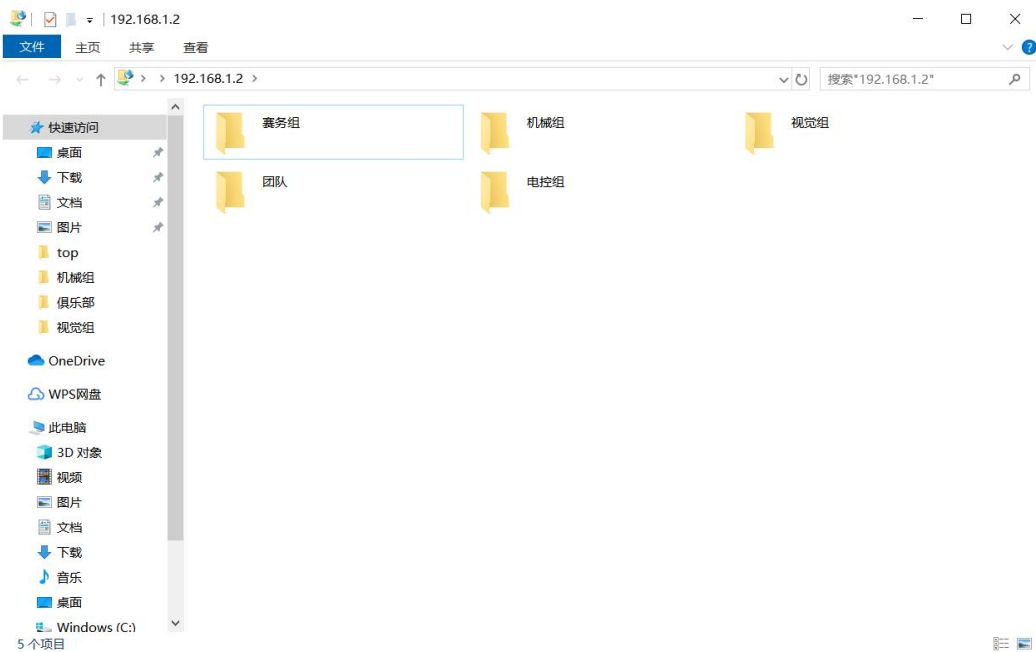 192.168.1.2
文件 主页 共享 查看
192.168.1.2 搜索"192.168.1.2"
快速访问
桌面
下载
文档
图片
top
机械组
俱乐部
视觉组
OneDrive
WPS网盘
此电脑
3D 对象
视频
图片
文档
下载
音乐
桌面
Windows (C:)
赛务组 机械组 视觉组
团队 电控组
5 个项目